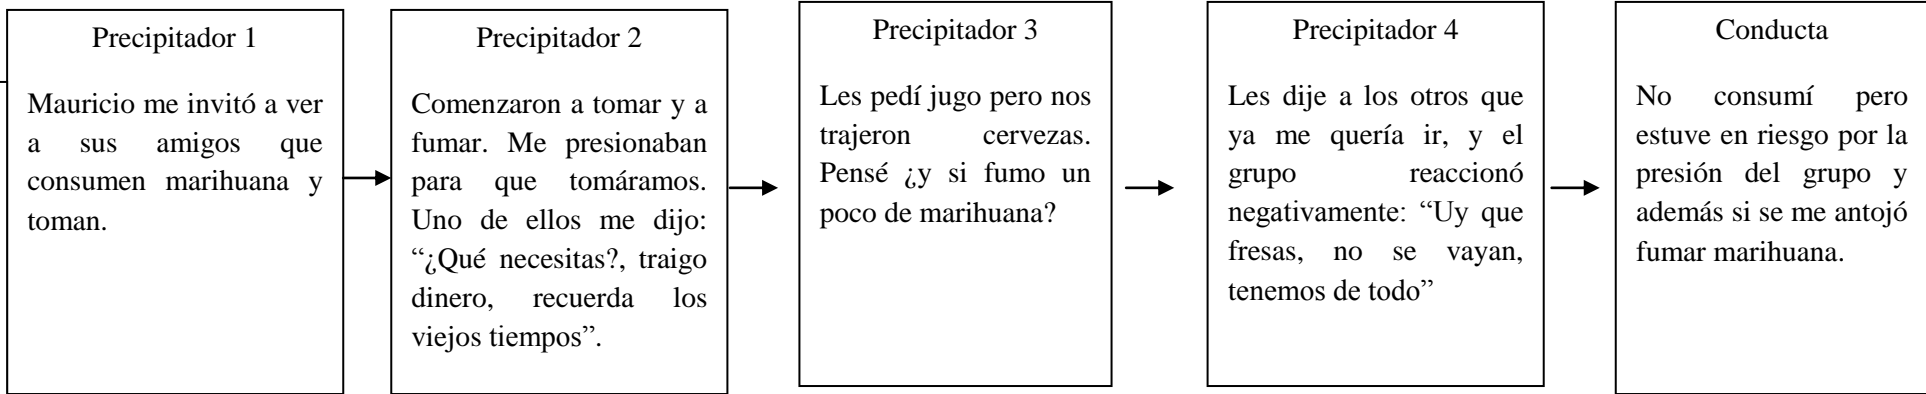 Precipitador 1
Mauricio me invitó a ver
a sus amigos que
consumen marihuana y
toman.
Precipitador 2
Comenzaron a tomar y a
fumar. Me presionaban
para que tomáramos.
Uno de ellos me dijo:
“¿Qué necesitas?, traigo
dinero, recuerda los
viejos tiempos”.
Precipitador 3
Les pedí jugo pero nos
trajeron cervezas.
Pensé ¿y si fumo un
poco de marihuana?
Precipitador 4
Les dije a los otros que
ya me quería ir, y el
grupo reaccionó
negativamente: “Uy que
fresas, no se vayan,
tenemos de todo”
Conducta
No consumí pero
estuve en riesgo por la
presión del grupo y
además si se me antojó
fumar marihuana.